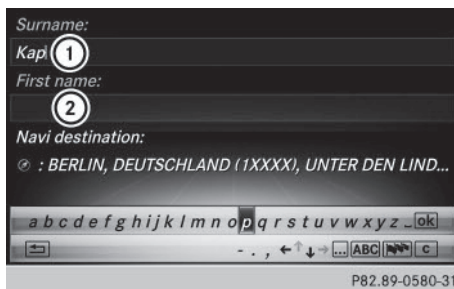 Surname:
Kap 1
First name:
2
Navi destination:
: BERLIN, DEUTSCHLAND (1XXXX), UNTER DEN LIND...
a b c d e f g h i j k l m n o p q r s t u v w x y z _ ok
- . , ←↑↓→ ... ABC c
P82.89-0580-31